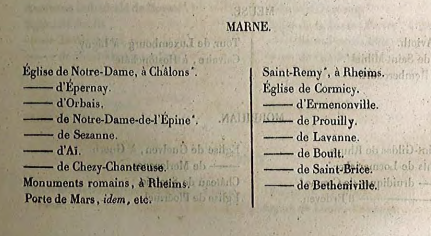 MARNE.
Église de Notre-Dame, à Châlons*.
—— d'Épernay.
—— d'Orbais.
—— de Notre-Dame-de-l'Épine*.
—— de Sezanne.
—— d'Aï.
—— de Chezy-Chantreuse.
Monuments romains, à Rheims.
Porte de Mars, idem, etc.
Saint-Remy*, à Rheims.
Église de Cormicy.
—— d'Ermenonville.
—— de Prouilly.
—— de Lavanne.
—— de Boult.
—— de Saint-Brice.
—— de Betheniville.